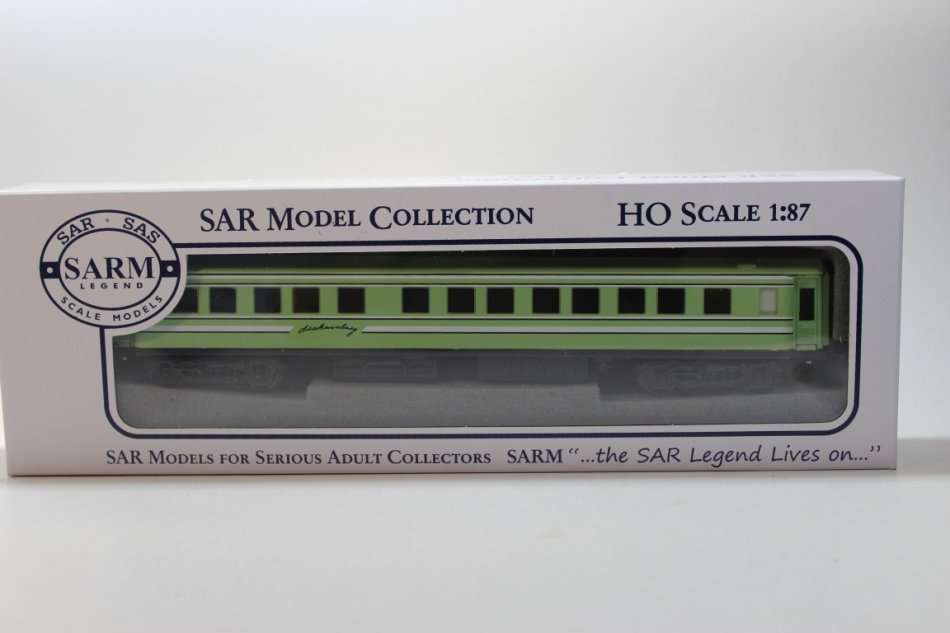 SAR MODEL COLLECTION
HO SCALE 1:87
SAR · SAS
SARM
LEGEND
SCALE MODELS
SAR MODELS FOR SERIOUS ADULT COLLECTORS SARM “...the SAR Legend Lives on...”